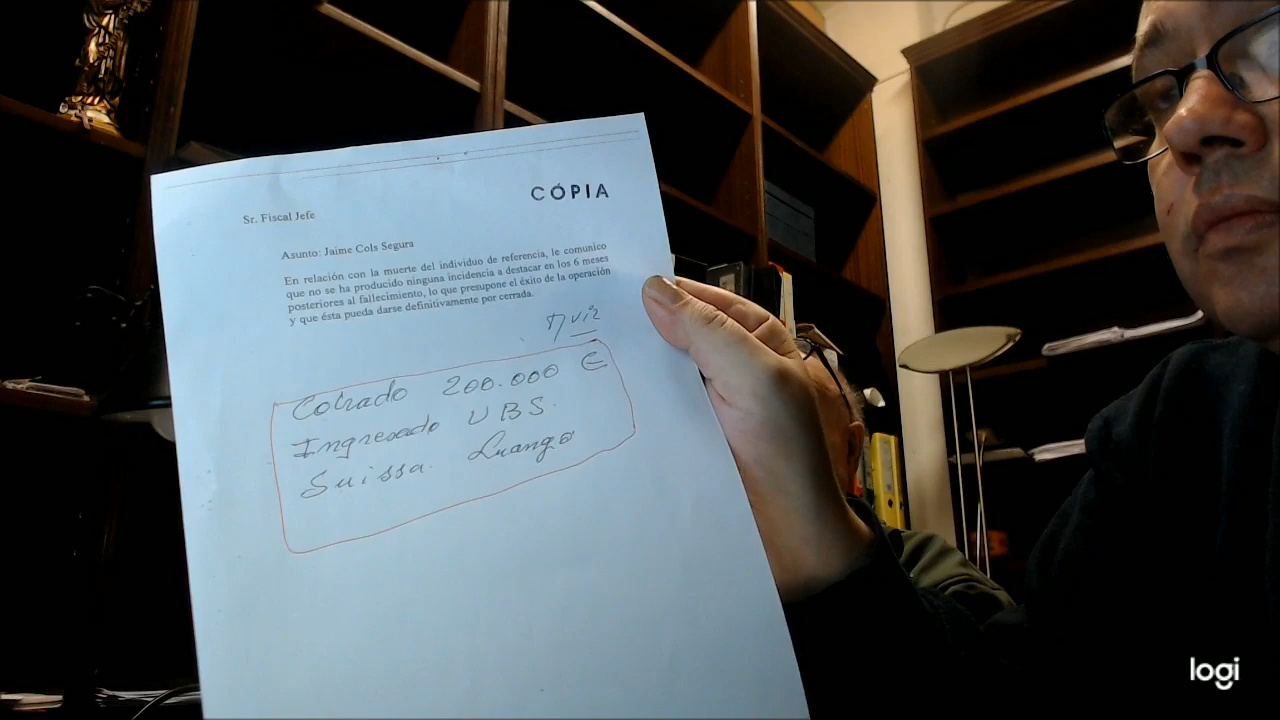 CÓPIA
Sr. Fiscal Jefe
Asunto: Jaime Cols Segura
En relación con la muerte del individuo de referencia, le comunico
que no se ha producido ninguna incidencia a destacar en los 6 meses
posteriores al fallecimiento, lo que presupone el éxito de la operación
y que ésta pueda darse definitivamente por cerrada.
Cobrado 200.000 €
Ingresado UBS.
Suissa. Luango
logi